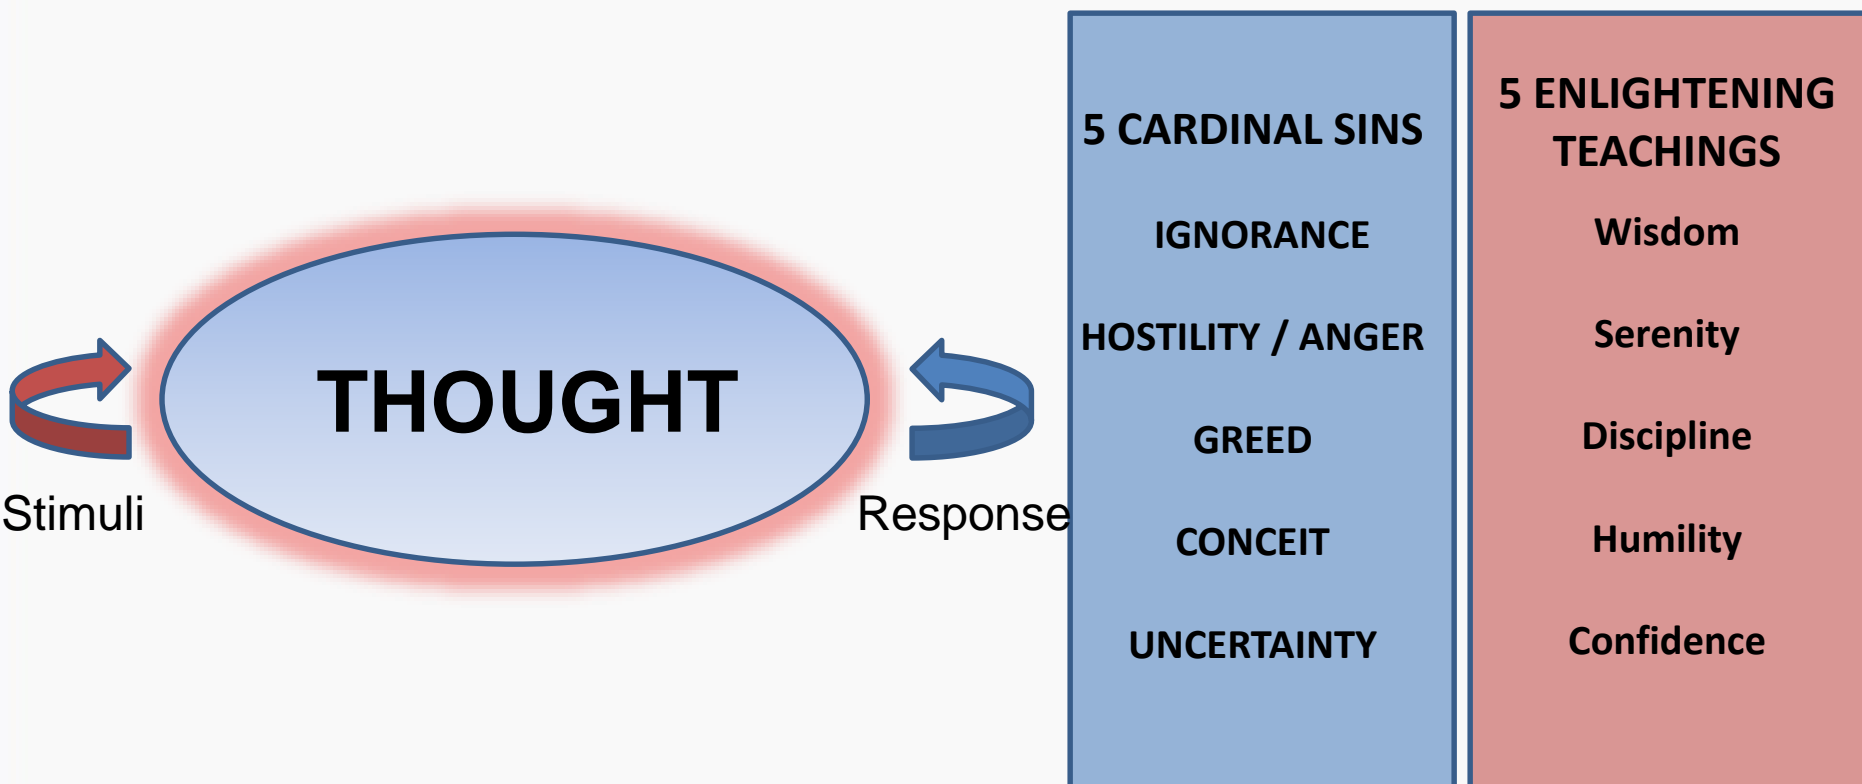 THOUGHT
Stimuli
Response
5 CARDINAL SINS
IGNORANCE
HOSTILITY / ANGER
GREED
CONCEIT
UNCERTAINTY
5 ENLIGHTENING
TEACHINGS
Wisdom
Serenity
Discipline
Humility
Confidence